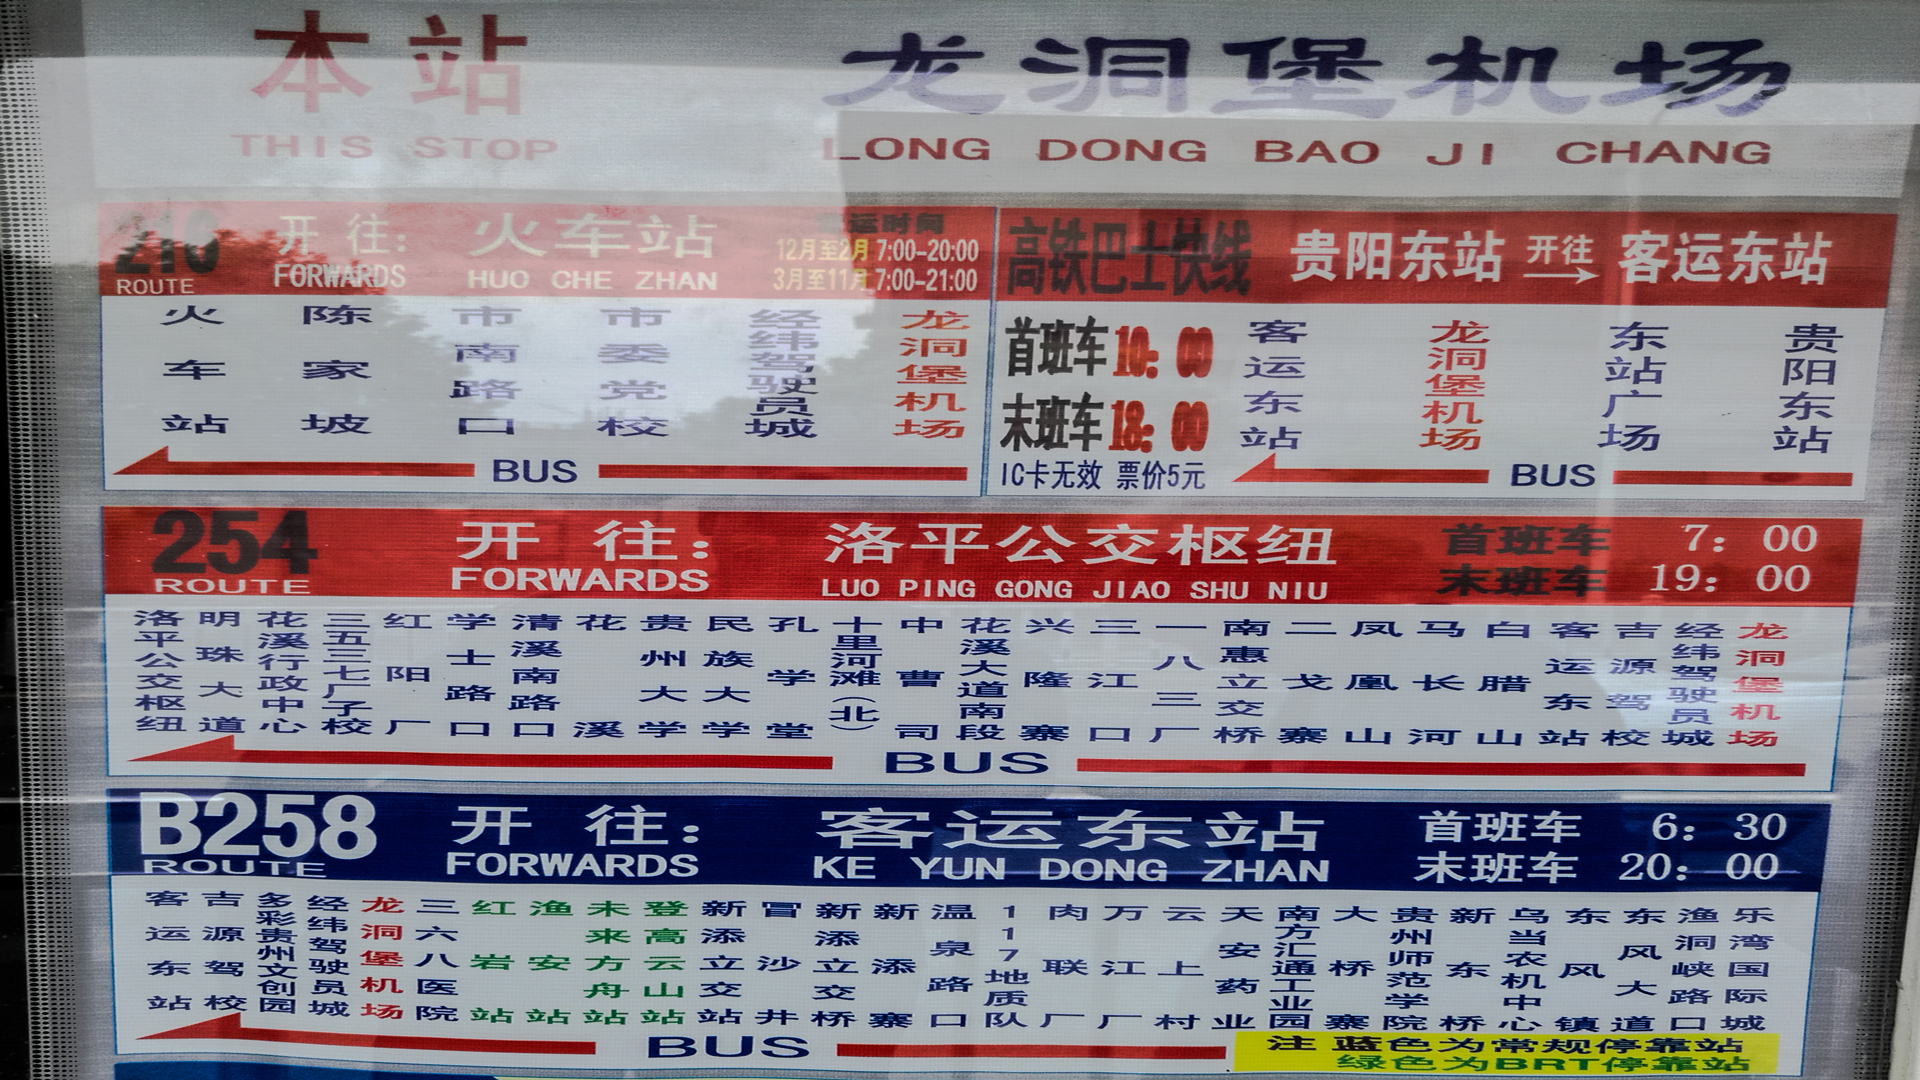 本站 龙洞堡机场
THIS STOP LONG DONG BAO JI CHANG
216 开往: 火车站 营运时间
ROUTE FORWARDS HUO CHE ZHAN
12月至2月 7:00-20:00
3月至11月 7:00-21:00
火车站 陈家坡 市南路口 市委党校 经纬驾驶员城 龙洞堡机场
BUS
高铁巴士快线 贵阳东站 开往 客运东站
首班车 10: 00
末班车 18: 00
IC卡无效 票价5元
客运东站 龙洞堡机场 东站广场 贵阳东站
BUS
254 开往: 洛平公交枢纽 首班车 7: 00
ROUTE FORWARDS LUO PING GONG JIAO SHU NIU 末班车 19: 00
洛平公交枢纽 明珠大道 花溪行政中心 三五三七厂子校 红阳厂 学士路口 清溪南路口 花溪 贵州大学 民族大学 孔学堂 十里河滩(北) 中曹司 花溪大道南段 兴隆寨 三江口 一八三厂 南惠立交桥 二戈寨 凤凰山 马长河 白腊山 客运东站 吉源驾校 经纬驾驶员城 龙洞堡机场
BUS
B258 开往: 客运东站 首班车 6: 30
ROUTE FORWARDS KE YUN DONG ZHAN 末班车 20: 00
客运东站 吉源驾校 多彩贵州文创园 经纬驾驶员城 龙洞堡机场 三六八医院 红岩站 渔安站 未来方舟站 登高云山站 新添立交站 冒沙井 新添立交桥 新添寨 温泉路口 117地质队 肉联厂 万江厂 云上村 天安药业 南方汇通工业园 大桥寨 贵州师范学院 新东桥 乌当农机中心 东风镇 东风大道 渔洞峡路口 乐湾国际城
BUS
注 蓝色为常规停靠站
绿色为BRT停靠站